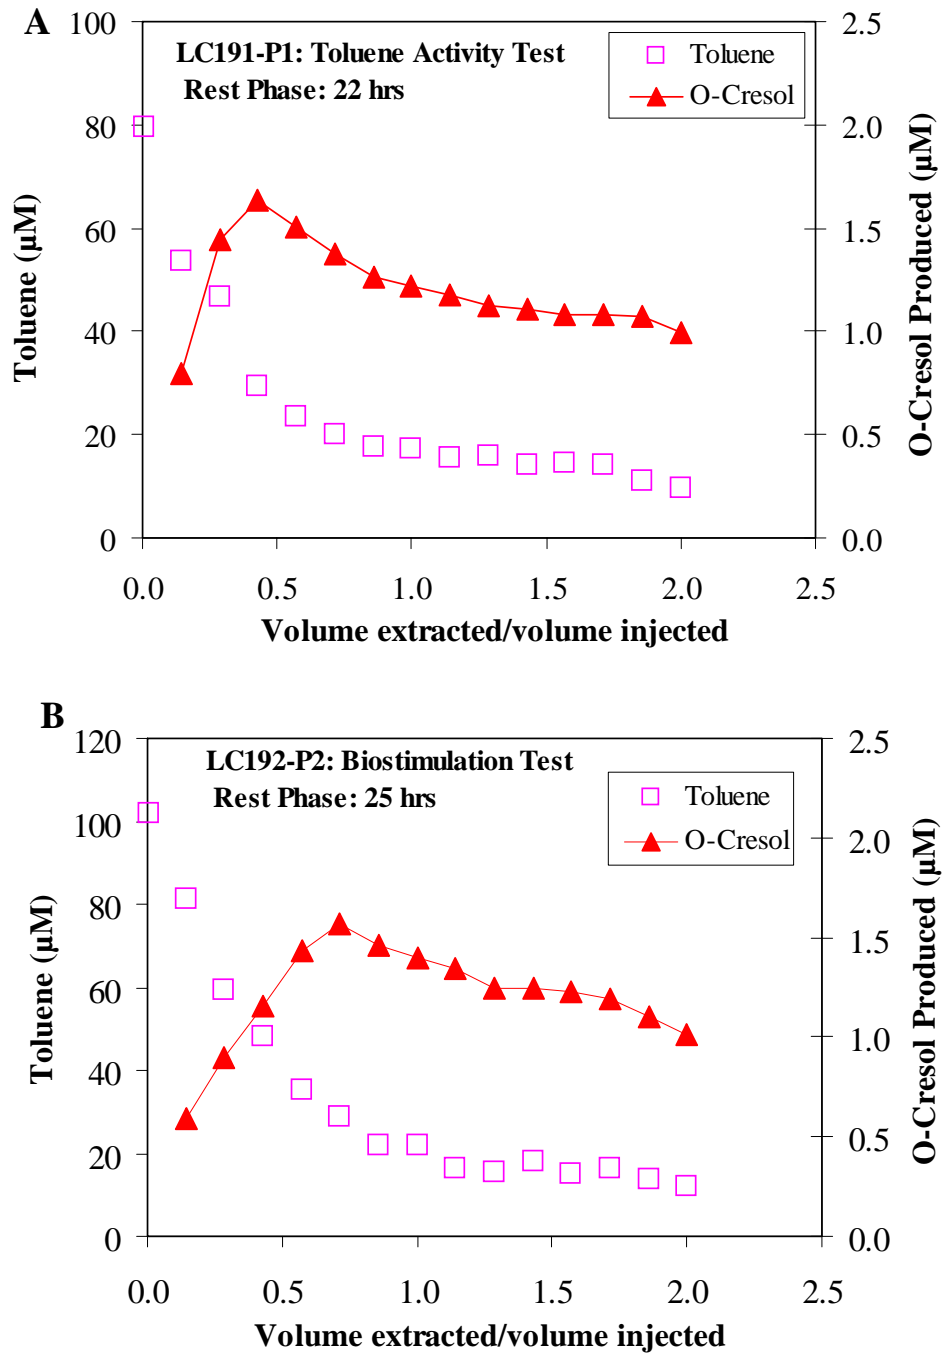 A
LC191-P1: Toluene Activity Test
Rest Phase: 22 hrs
Toluene
O-Cresol
100
80
60
40
20
0
2.5
2.0
1.5
1.0
0.5
0.0
Toluene (µM)
O-Cresol Produced (µM)
0.0 0.5 1.0 1.5 2.0 2.5
Volume extracted/volume injected
B
LC192-P2: Biostimulation Test
Rest Phase: 25 hrs
Toluene
O-Cresol
120
100
80
60
40
20
0
2.5
2.0
1.5
1.0
0.5
0.0
Toluene (µM)
O-Cresol Produced (µM)
0.0 0.5 1.0 1.5 2.0 2.5
Volume extracted/volume injected